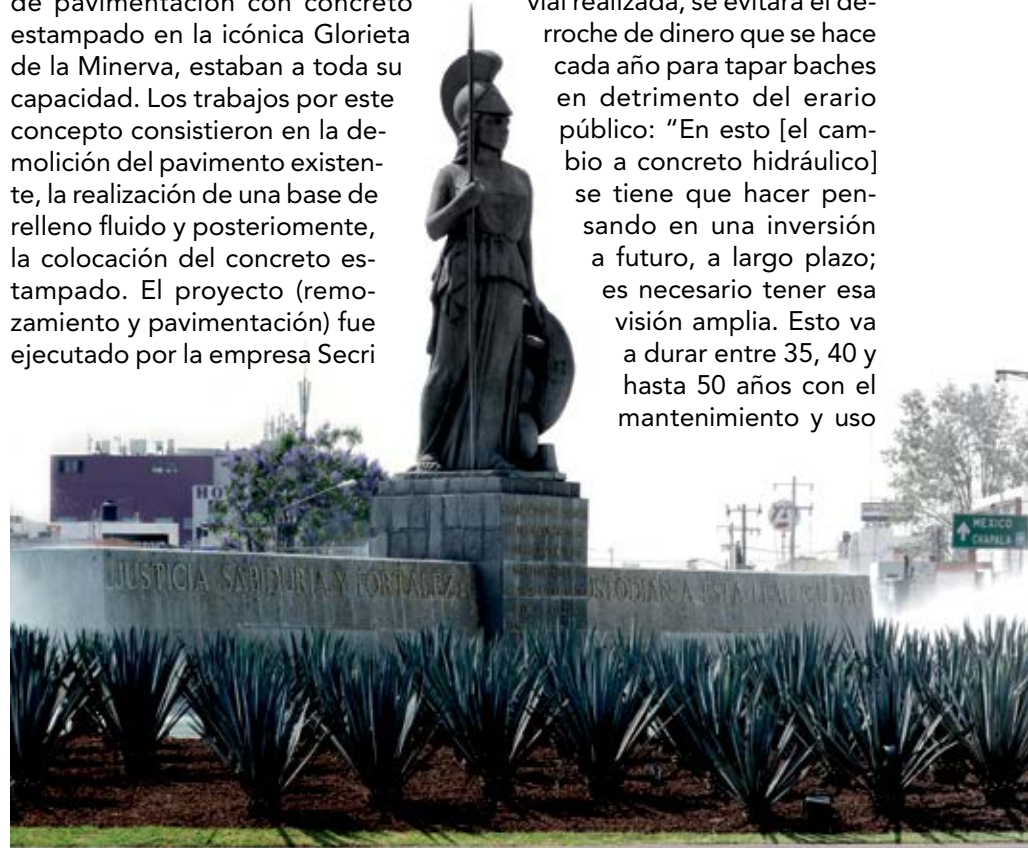 de pavimentación con concreto
estampado en la icónica Glorieta
de la Minerva, estaban a toda su
capacidad. Los trabajos por este
concepto consistieron en la de-
molición del pavimento existen-
te, la realización de una base de
relleno fluido y posteriomente,
la colocación del concreto es-
tampado. El proyecto (remo-
zamiento y pavimentación) fue
ejecutado por la empresa Secri
vial realizada, se evitará el de-
rroche de dinero que se hace
cada año para tapar baches
en detrimento del erario
público: “En esto [el cam-
bio a concreto hidráulico]
se tiene que hacer pen-
sando en una inversión
a futuro, a largo plazo;
es necesario tener esa
visión amplia. Esto va
a durar entre 35, 40 y
hasta 50 años con el
mantenimiento y uso
HO
JUSTICIA SABIDURIA Y FORTALEZA
CUSTODIAN A ESTA LEAL CIUDAD
MEXICO
CHAPALA